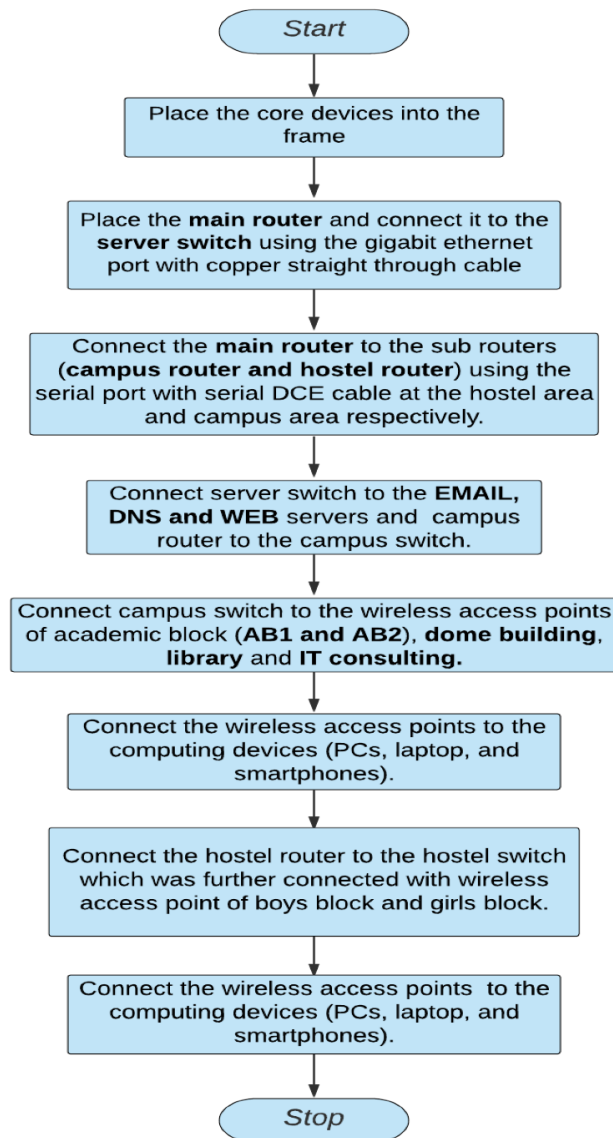 Start
Place the core devices into the
frame
Place the main router and connect it to the
server switch using the gigabit ethernet
port with copper straight through cable
Connect the main router to the sub routers
(campus router and hostel router) using the
serial port with serial DCE cable at the hostel area
and campus area respectively.
Connect server switch to the EMAIL,
DNS and WEB servers and campus
router to the campus switch.
Connect campus switch to the wireless access points
of academic block (AB1 and AB2), dome building,
library and IT consulting.
Connect the wireless access points to the
computing devices (PCs, laptop, and
smartphones).
Connect the hostel router to the hostel switch
which was further connected with wireless
access point of boys block and girls block.
Connect the wireless access points to the
computing devices (PCs, laptop, and
smartphones).
Stop